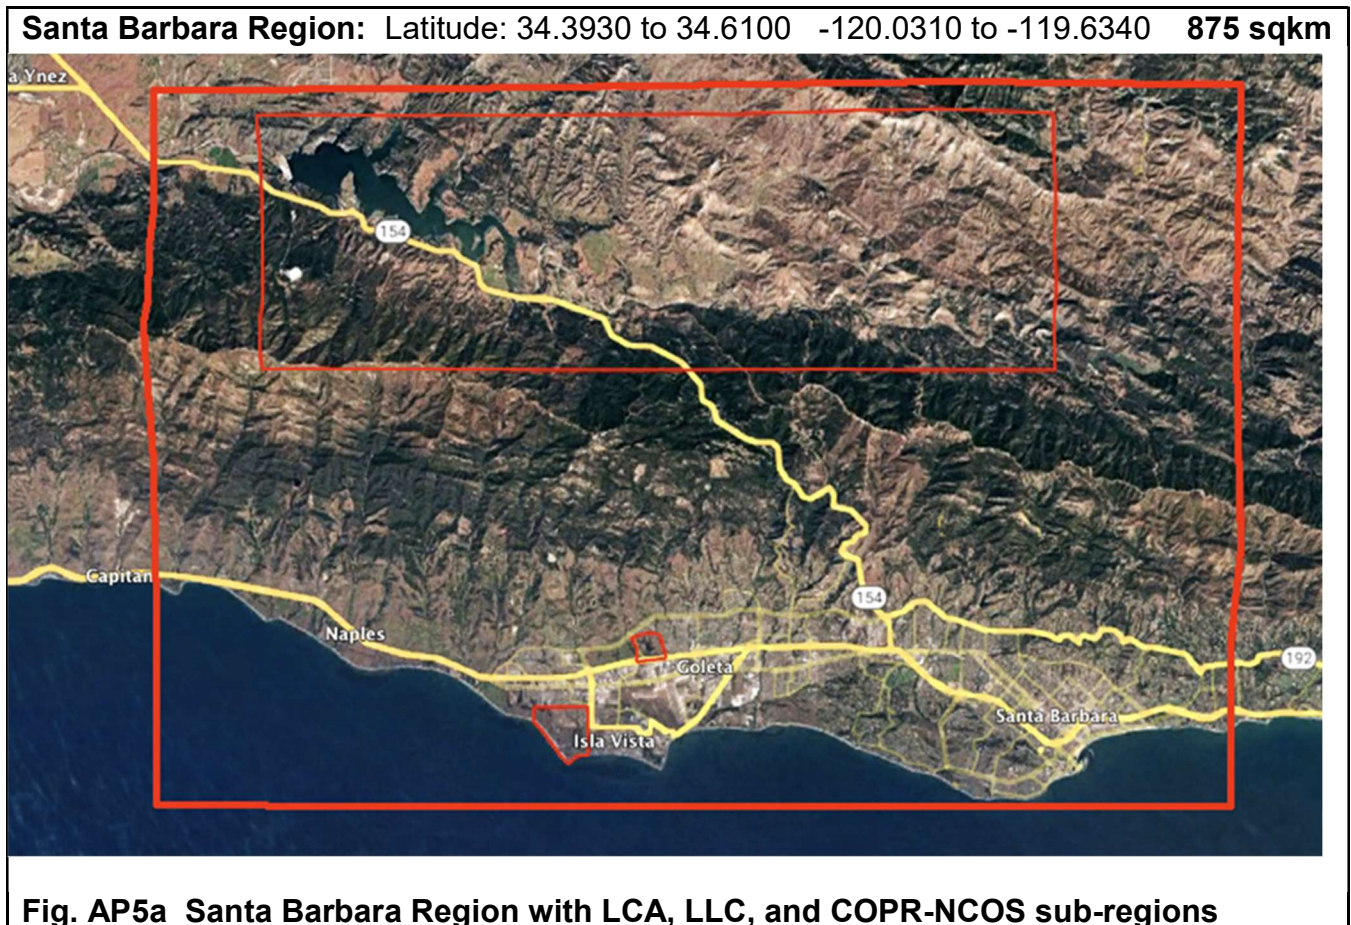 Santa Barbara Region: Latitude: 34.3930 to 34.6100 -120.0310 to -119.6340 875 sqkm
a Ynez
154
Capitan
154
Naples
192
Goleta
Santa Barbara
Isla Vista
Fig. AP5a Santa Barbara Region with LCA, LLC, and COPR-NCOS sub-regions